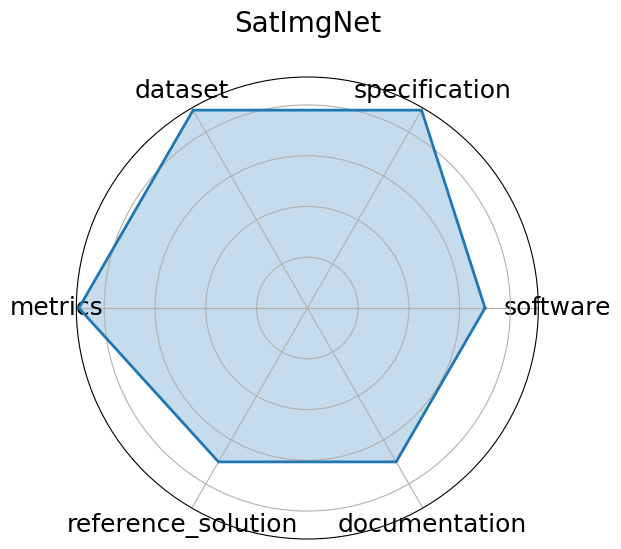 SatImgNet
dataset
specification
metrics
software
reference_solution
documentation